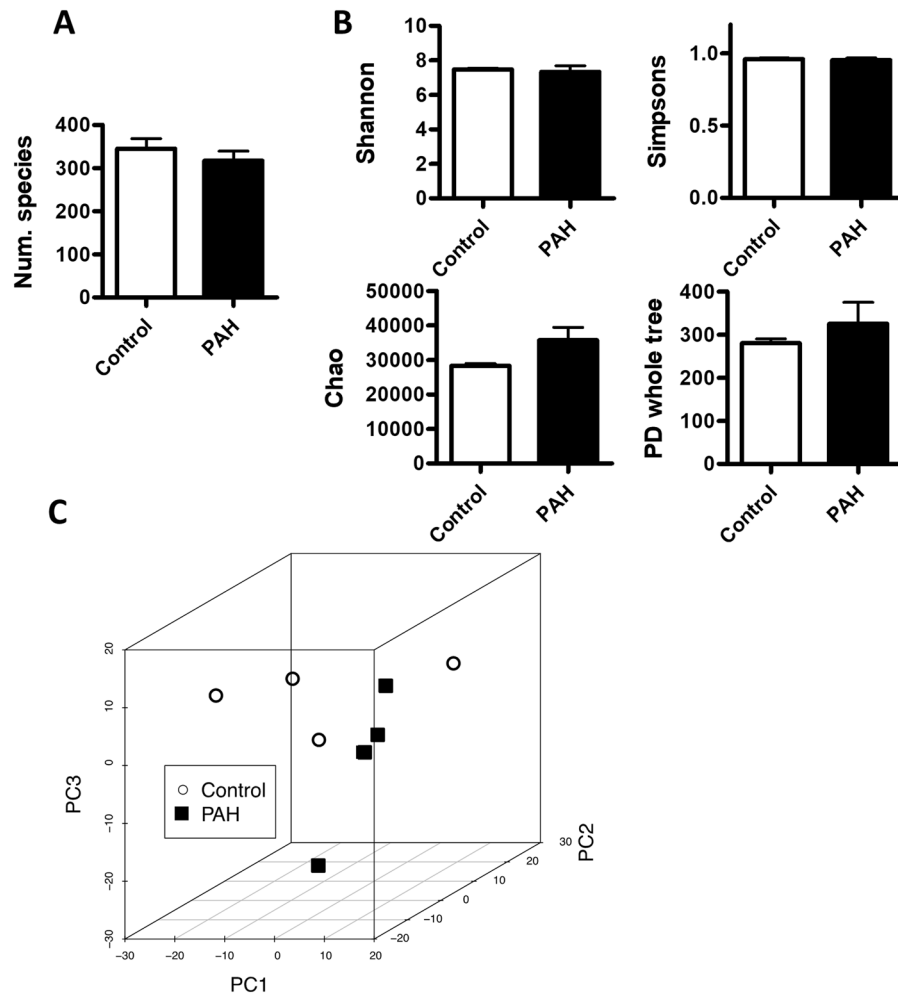 A
Num. species
400
300
200
100
0
Control
PAH
B
Shannon
10
8
6
4
2
0
Control
PAH
Simpsons
1.0
0.5
0.0
Control
PAH
Chao
50000
40000
30000
20000
10000
0
Control
PAH
PD whole tree
400
300
200
100
0
Control
PAH
C
PC3
20
10
0
−10
−20
−30
Control
PAH
−30
−20
−10
0
10
20
PC1
−20
−10
0
10
20
30
PC2